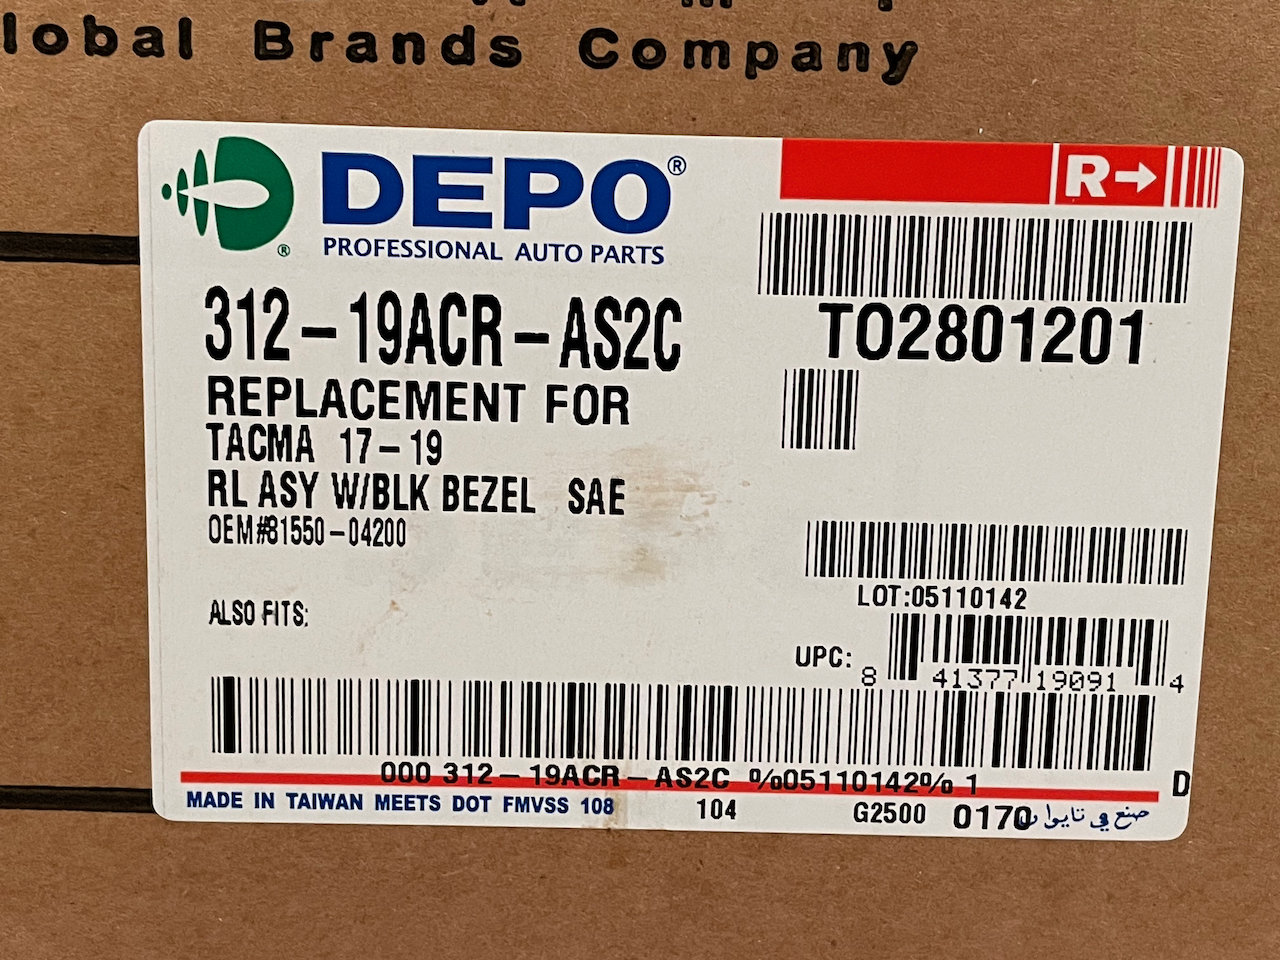 lobal Brands Company
DEPO®
PROFESSIONAL AUTO PARTS
®
R→
312-19ACR-AS2C
REPLACEMENT FOR
TACMA 17-19
RL ASY W/BLK BEZEL SAE
OEM#81550-04200
ALSO FITS:
TO2801201
LOT:05110142
UPC:
8 41377 19091 4
000 312-19ACR-AS2C %05110142% 1
D
MADE IN TAIWAN MEETS DOT FMVSS 108
104
G2500
0170
صنع في تايوان